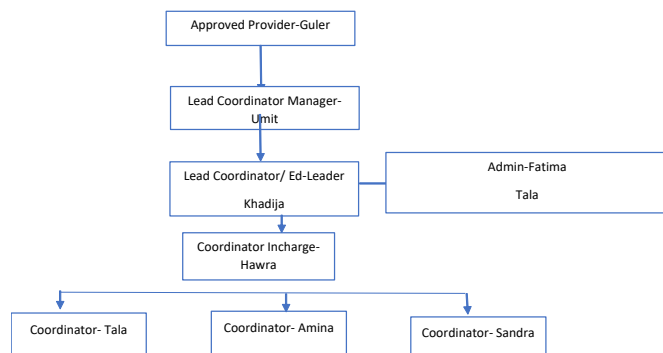 Approved Provider-Guler
Lead Coordinator Manager-
Umit
Lead Coordinator/ Ed-Leader
Khadija
Admin-Fatima
Tala
Coordinator Incharge-
Hawra
Coordinator- Tala
Coordinator- Amina
Coordinator- Sandra